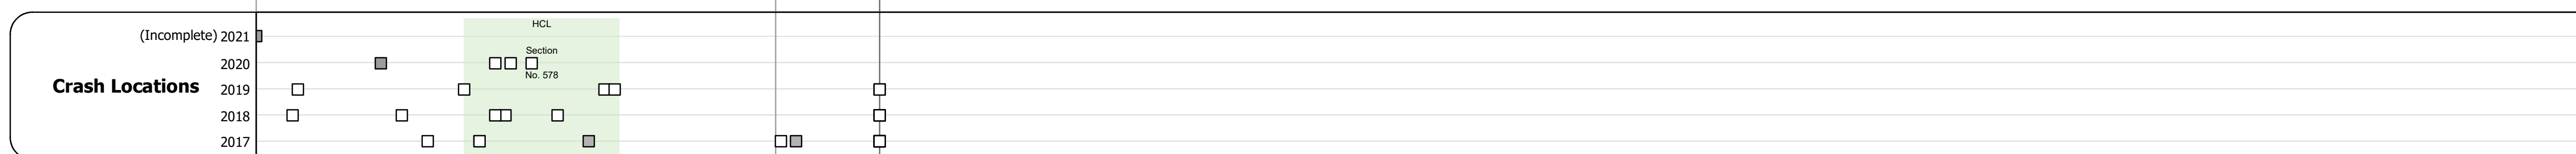 HCL
(Incomplete) 2021
Section
2020
No. 578
Crash Locations
2019
2018
2017